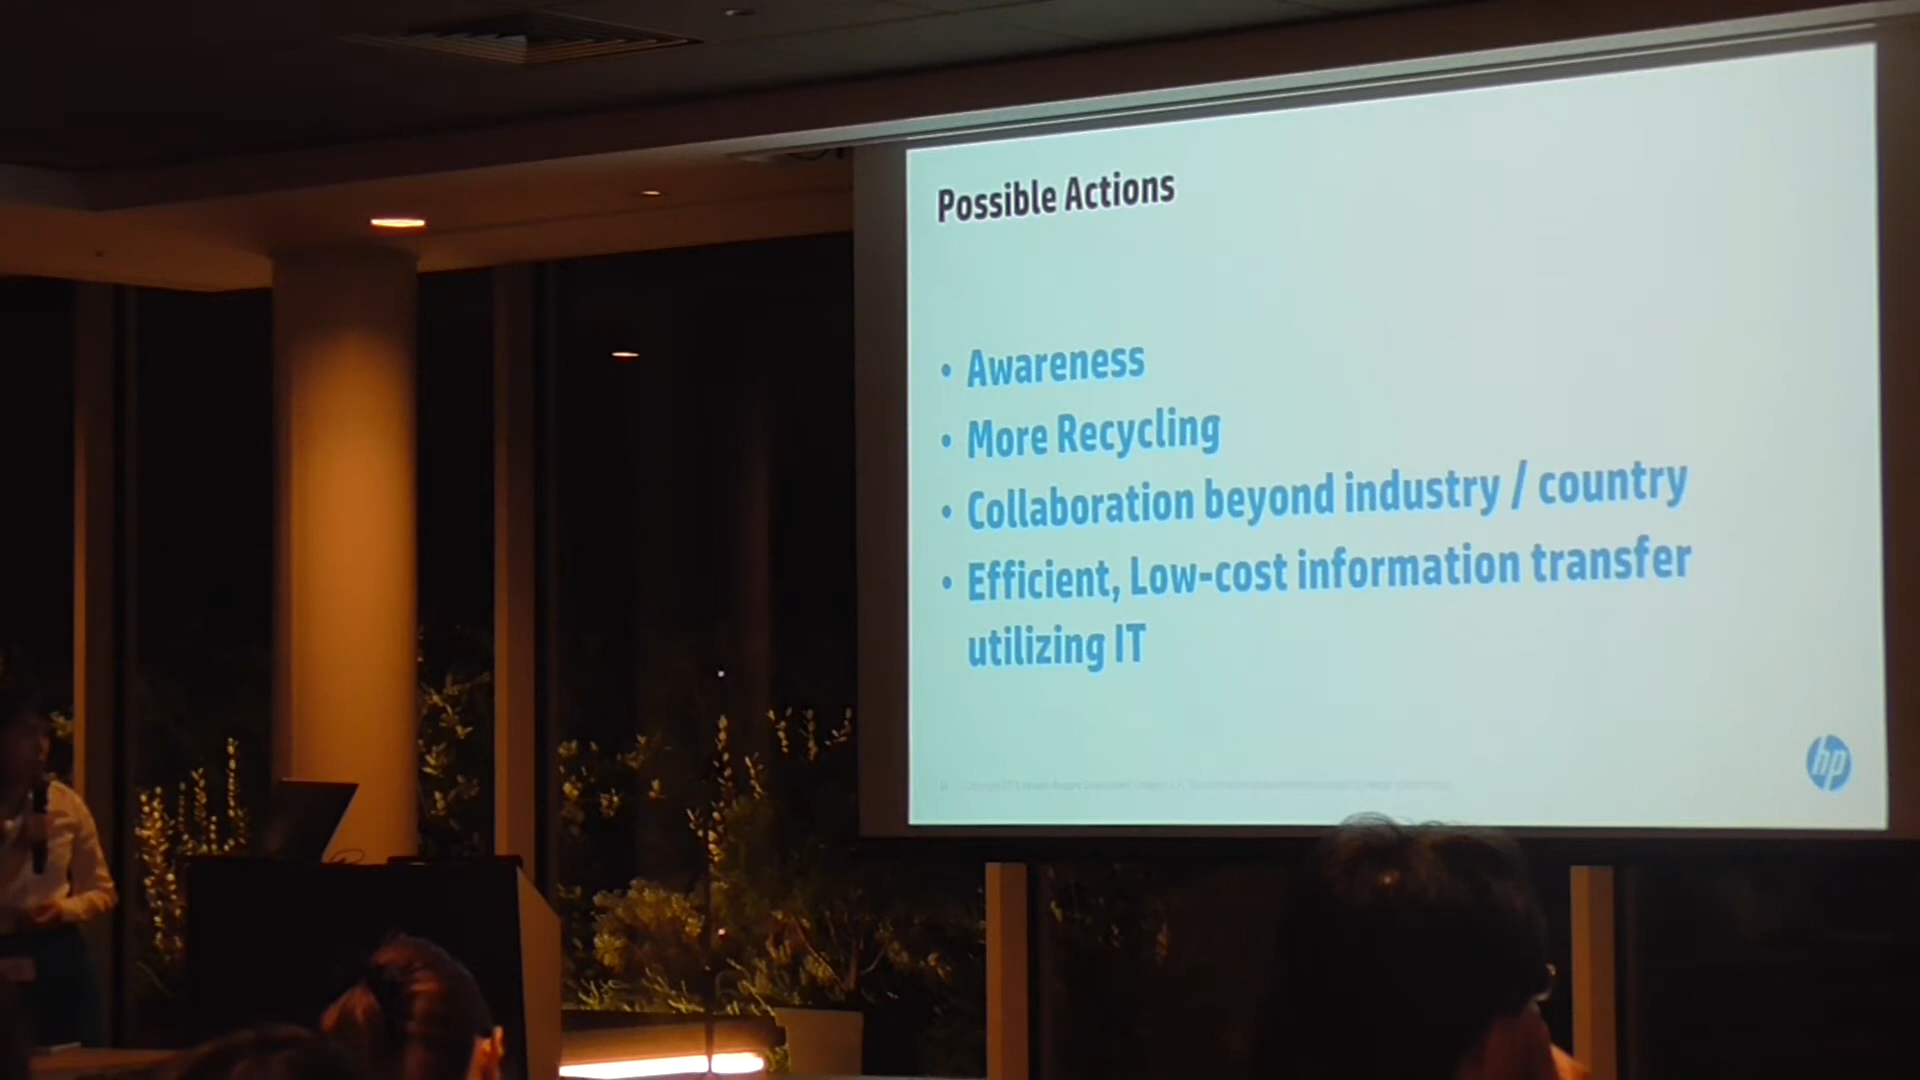 Possible Actions
• Awareness
• More Recycling
• Collaboration beyond industry / country
• Efficient, Low-cost information transfer
utilizing IT
hp